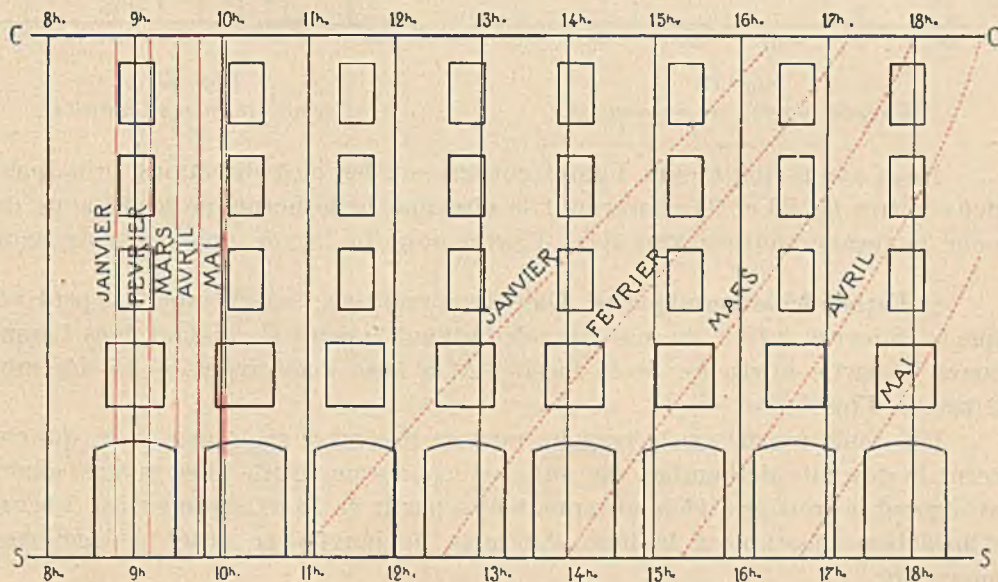 8h. 9h. 10h. 11h. 12h. 13h. 14h. 15h. 16h. 17h. 18h.
C C
JANVIER
FEVRIER
MARS
AVRIL
MAI
JANVIER
FEVRIER
MARS
AVRIL
MAI
S S
8h. 9h. 10h. 11h. 12h. 13h. 14h. 15h. 16h. 17h. 18h.